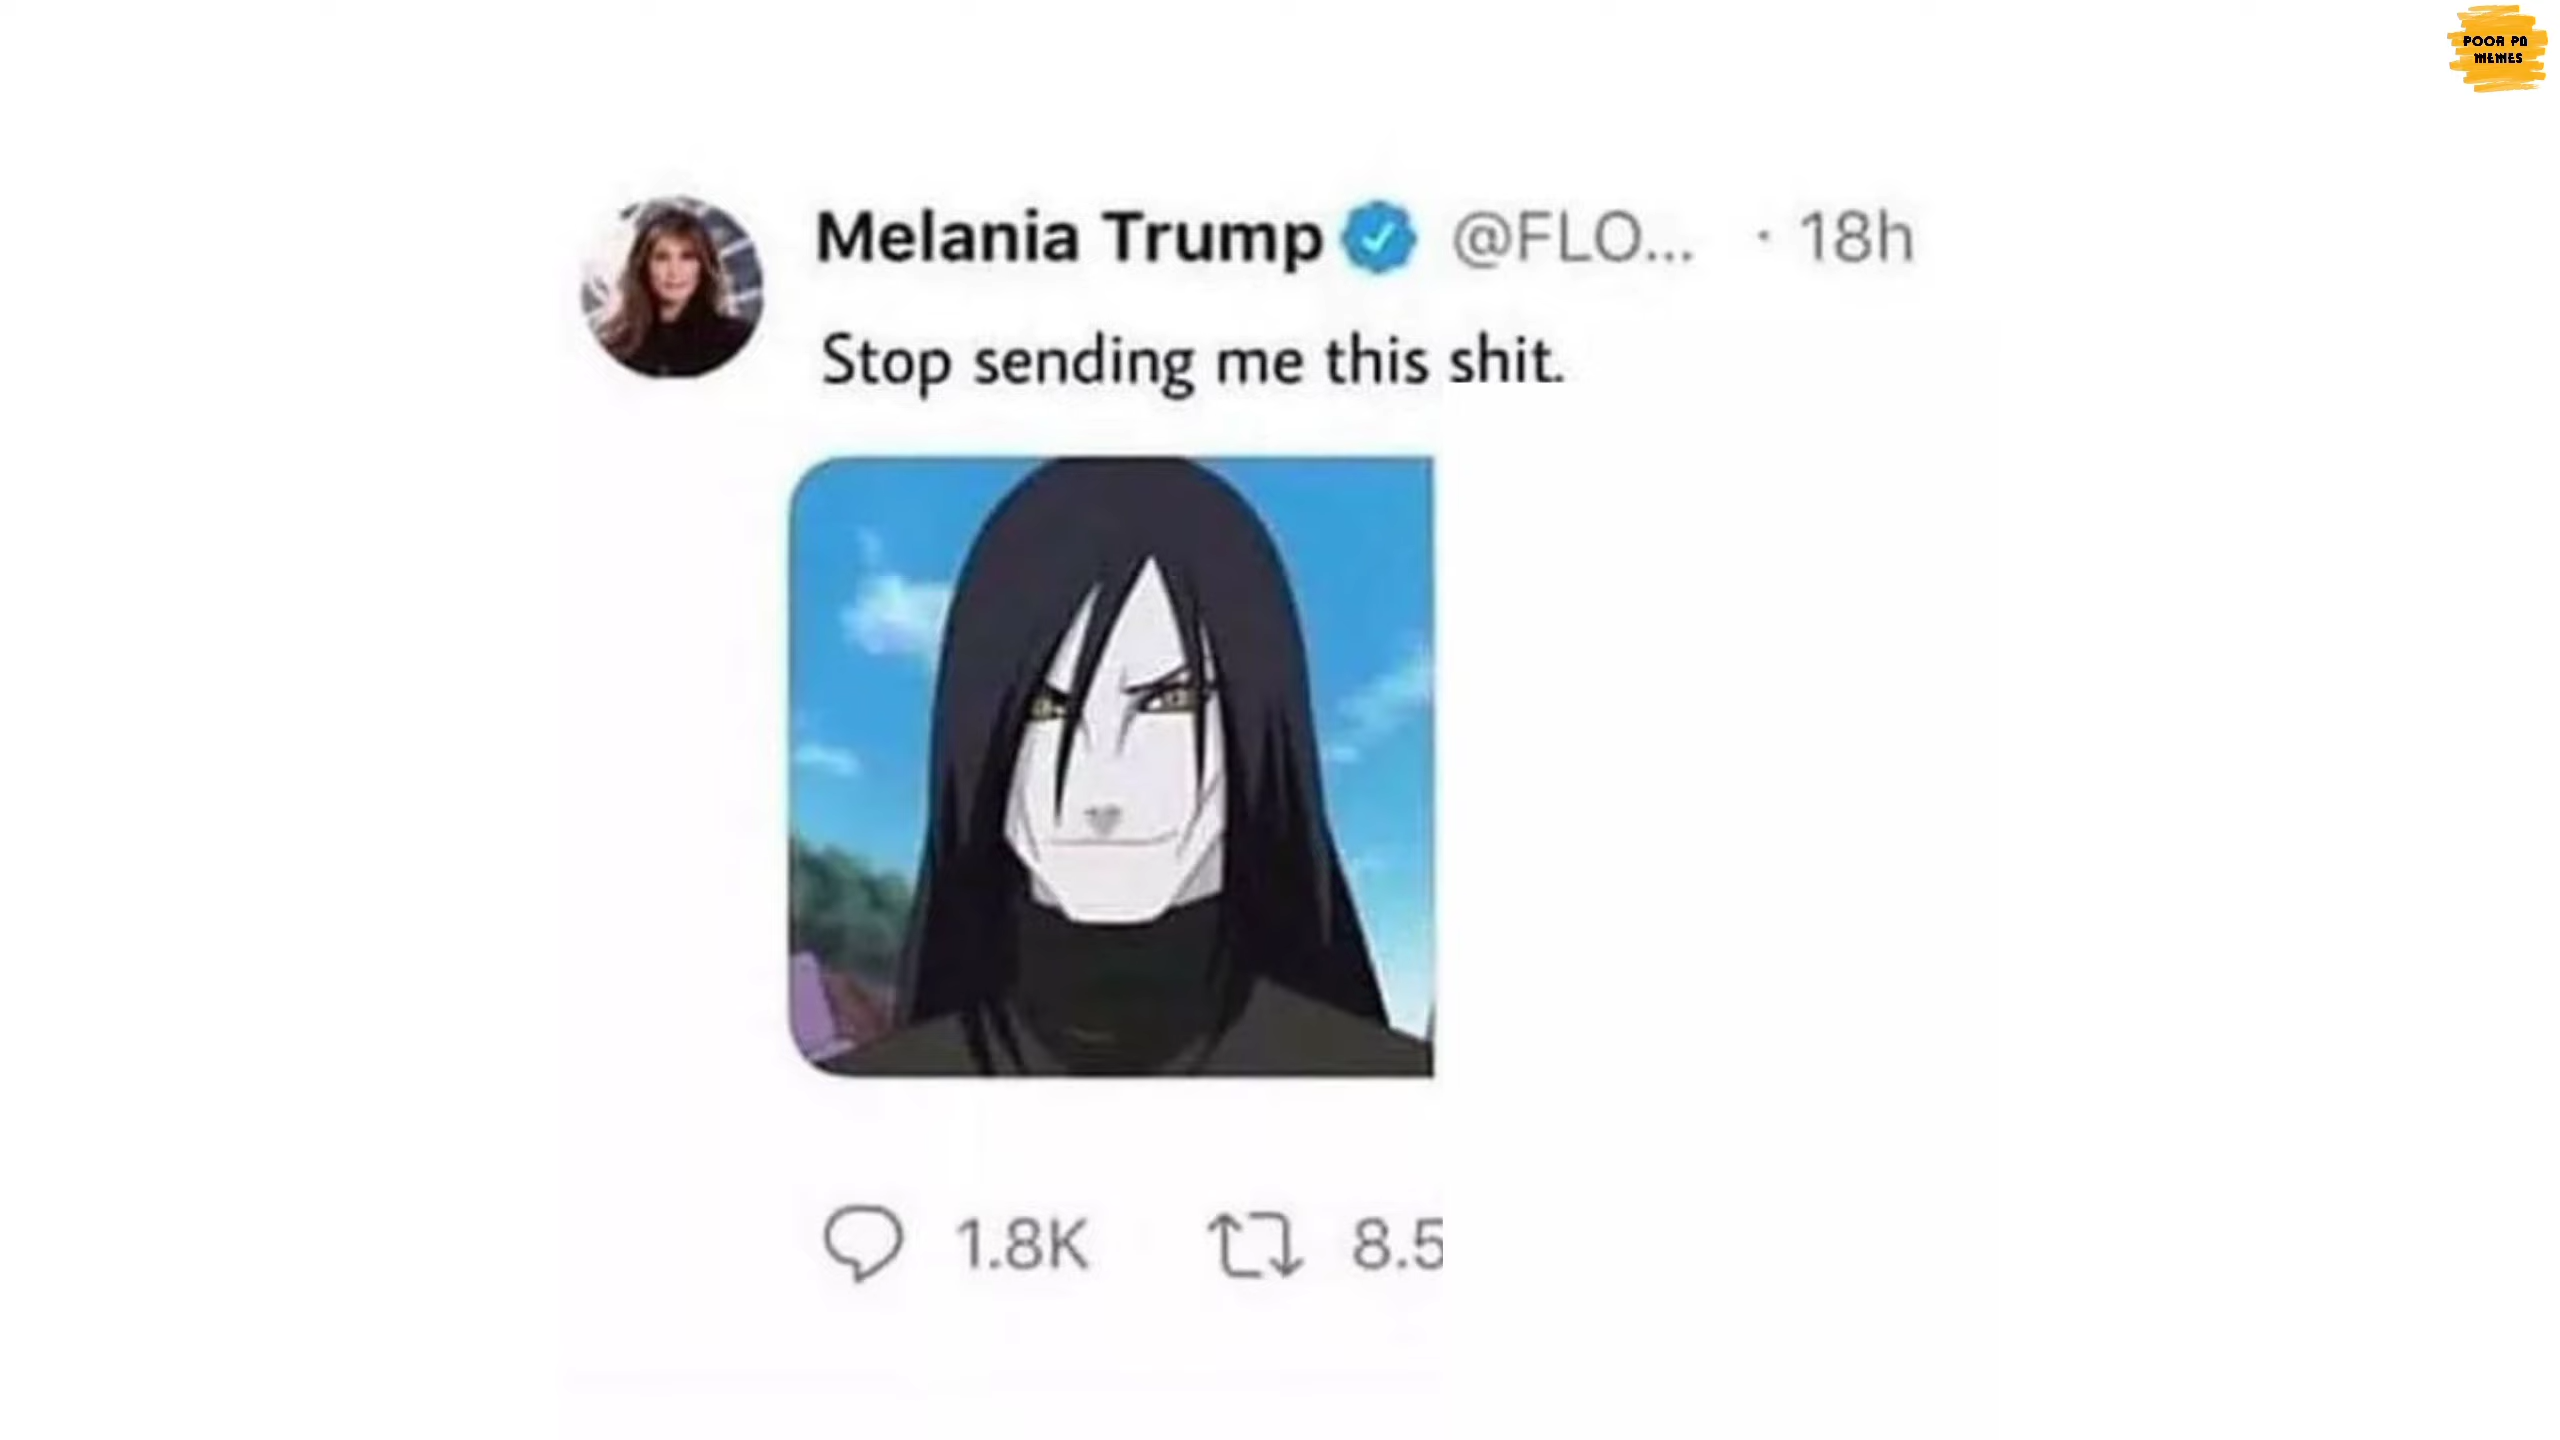 POOR PD
MEMES
Melania Trump @FLO... · 18h
Stop sending me this shit.
1.8K 8.5